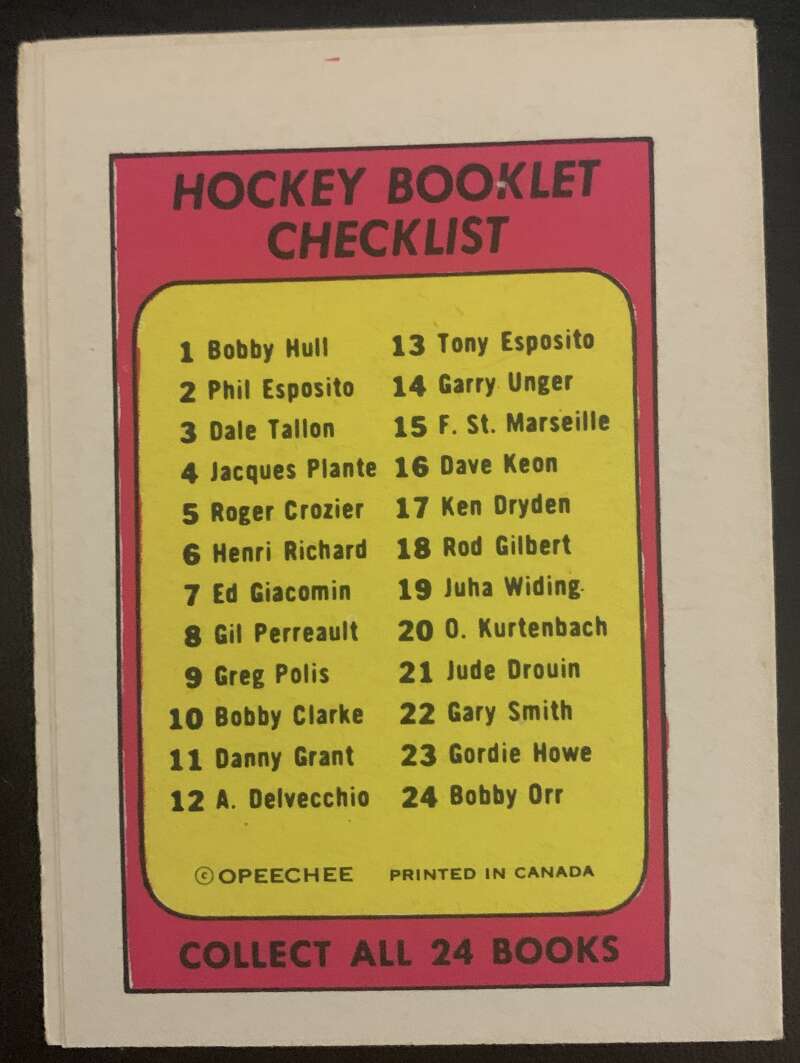 HOCKEY BOOKLET
CHECKLIST
1 Bobby Hull
2 Phil Esposito
3 Dale Tallon
4 Jacques Plante
5 Roger Crozier
6 Henri Richard
7 Ed Giacomin
8 Gil Perreault
9 Greg Polis
10 Bobby Clarke
11 Danny Grant
12 A. Delvecchio
13 Tony Esposito
14 Garry Unger
15 F. St. Marseille
16 Dave Keon
17 Ken Dryden
18 Rod Gilbert
19 Juha Widing
20 O. Kurtenbach
21 Jude Drouin
22 Gary Smith
23 Gordie Howe
24 Bobby Orr
©OPEECHEE PRINTED IN CANADA
COLLECT ALL 24 BOOKS